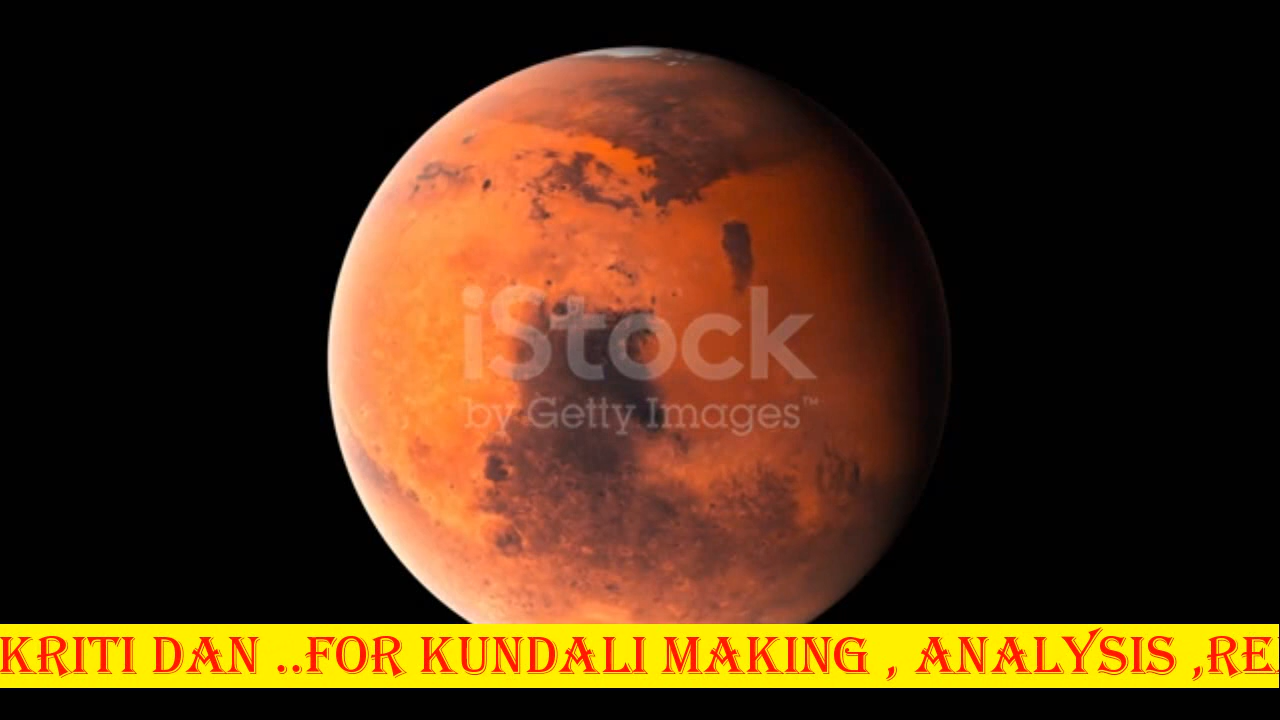 iStock
by Getty Images™
KRITI DAN ..FOR KUNDALI MAKING , ANALYSIS ,RE